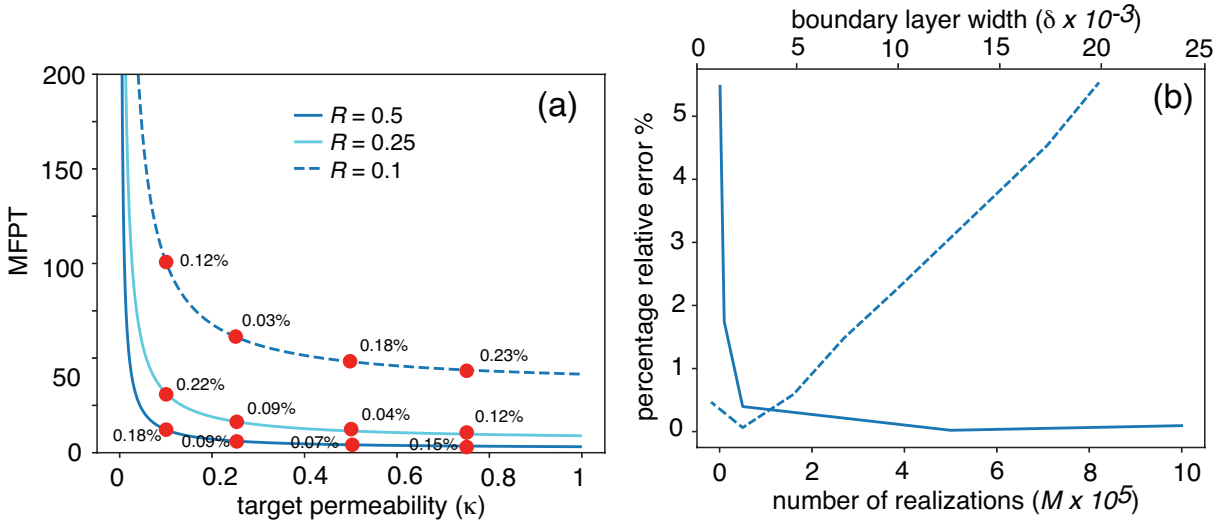 (a)
200
150
100
50
0
MFPT
R = 0.5
R = 0.25
R = 0.1
0.12%
0.03%
0.18%
0.23%
0.22%
0.09%
0.04%
0.12%
0.18%
0.09%
0.07%
0.15%
0 0.2 0.4 0.6 0.8 1
target permeability (κ)
boundary layer width (δ x 10-3)
0 5 10 15 20 25
(b)
5
4
3
2
1
0
percentage relative error %
0 2 4 6 8 10
number of realizations (M x 10⁵)